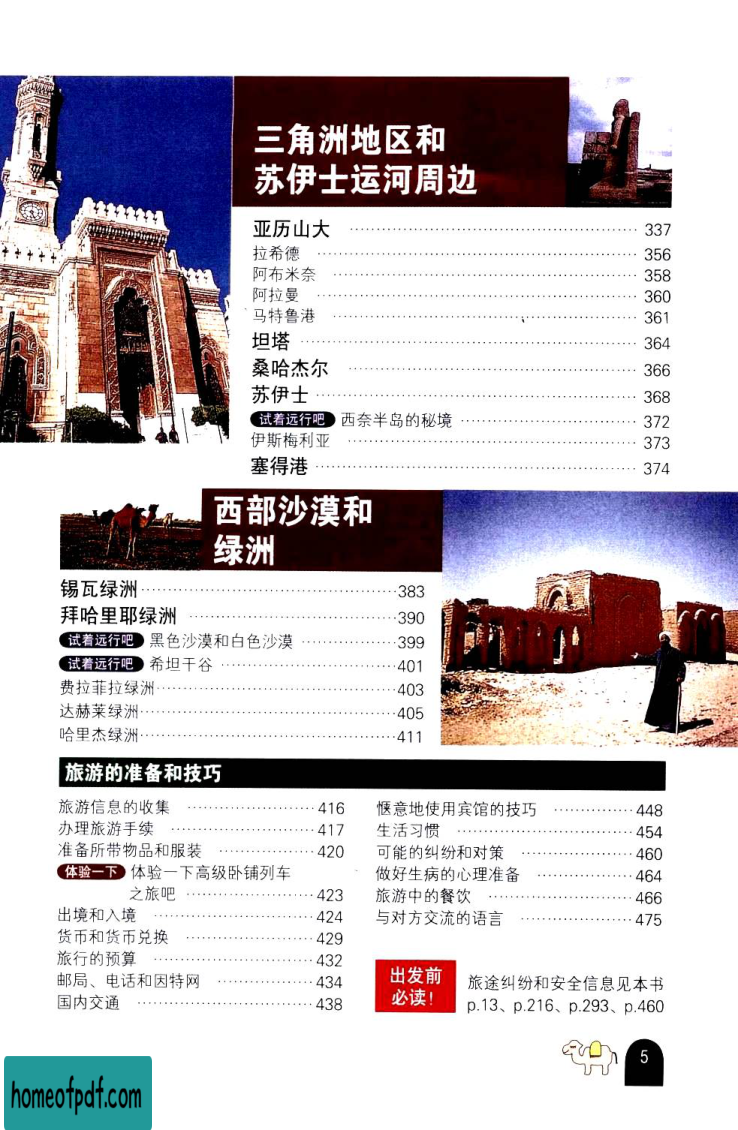 三角洲地区和
苏伊士运河周边
亚历山大 337
拉希德 356
阿布米奈 358
阿拉曼 360
马特鲁港 361
坦塔 364
桑哈杰尔 366
苏伊士 368
试着远行吧 西奈半岛的秘境 372
伊斯梅利亚 373
塞得港 374
西部沙漠和
绿洲
锡瓦绿洲 383
拜哈里耶绿洲 390
试着远行吧 黑色沙漠和白色沙漠 399
试着远行吧 希坦干谷 401
费拉菲拉绿洲 403
达赫莱绿洲 405
哈里杰绿洲 411
旅游的准备和技巧
旅游信息的收集 416
办理旅游手续 417
准备所带物品和服装 420
体验一下 体验一下高级卧铺列车
之旅吧 423
出境和入境 424
货币和货币兑换 429
旅行的预算 432
邮局、电话和因特网 434
国内交通 438
惬意地使用宾馆的技巧 448
生活习惯 454
可能的纠纷和对策 460
做好生病的心理准备 464
旅游中的餐饮 466
与对方交流的语言 475
出发前
必读!
旅途纠纷和安全信息见本书
p.13、p.216、p.293、p.460
5
homeofpdf.com